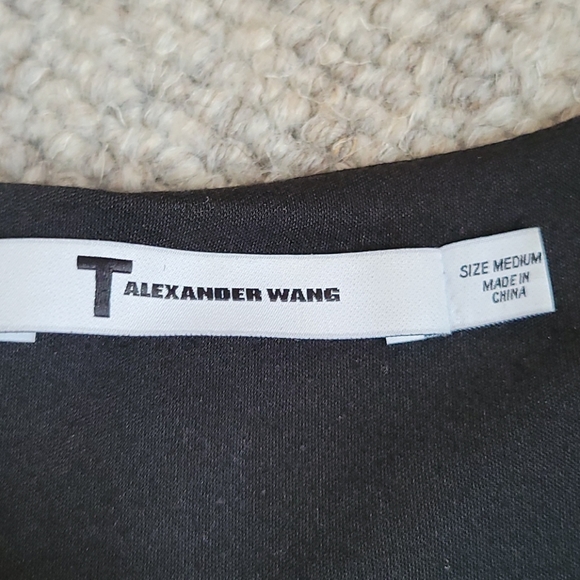 T ALEXANDER WANG
SIZE MEDIUM
MADE IN
CHINA